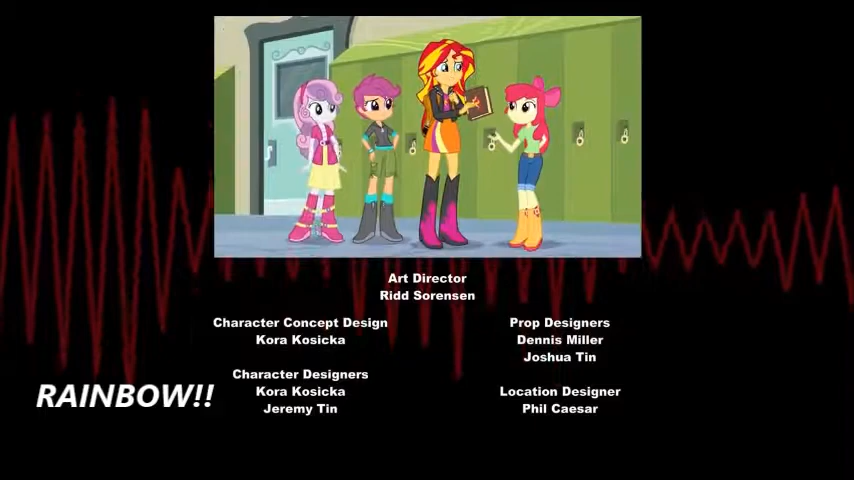 Art Director
Ridd Sorensen
Character Concept Design
Kora Kosicka
Character Designers
Kora Kosicka
Jeremy Tin
Prop Designers
Dennis Miller
Joshua Tin
Location Designer
Phil Caesar
RAINBOW!!